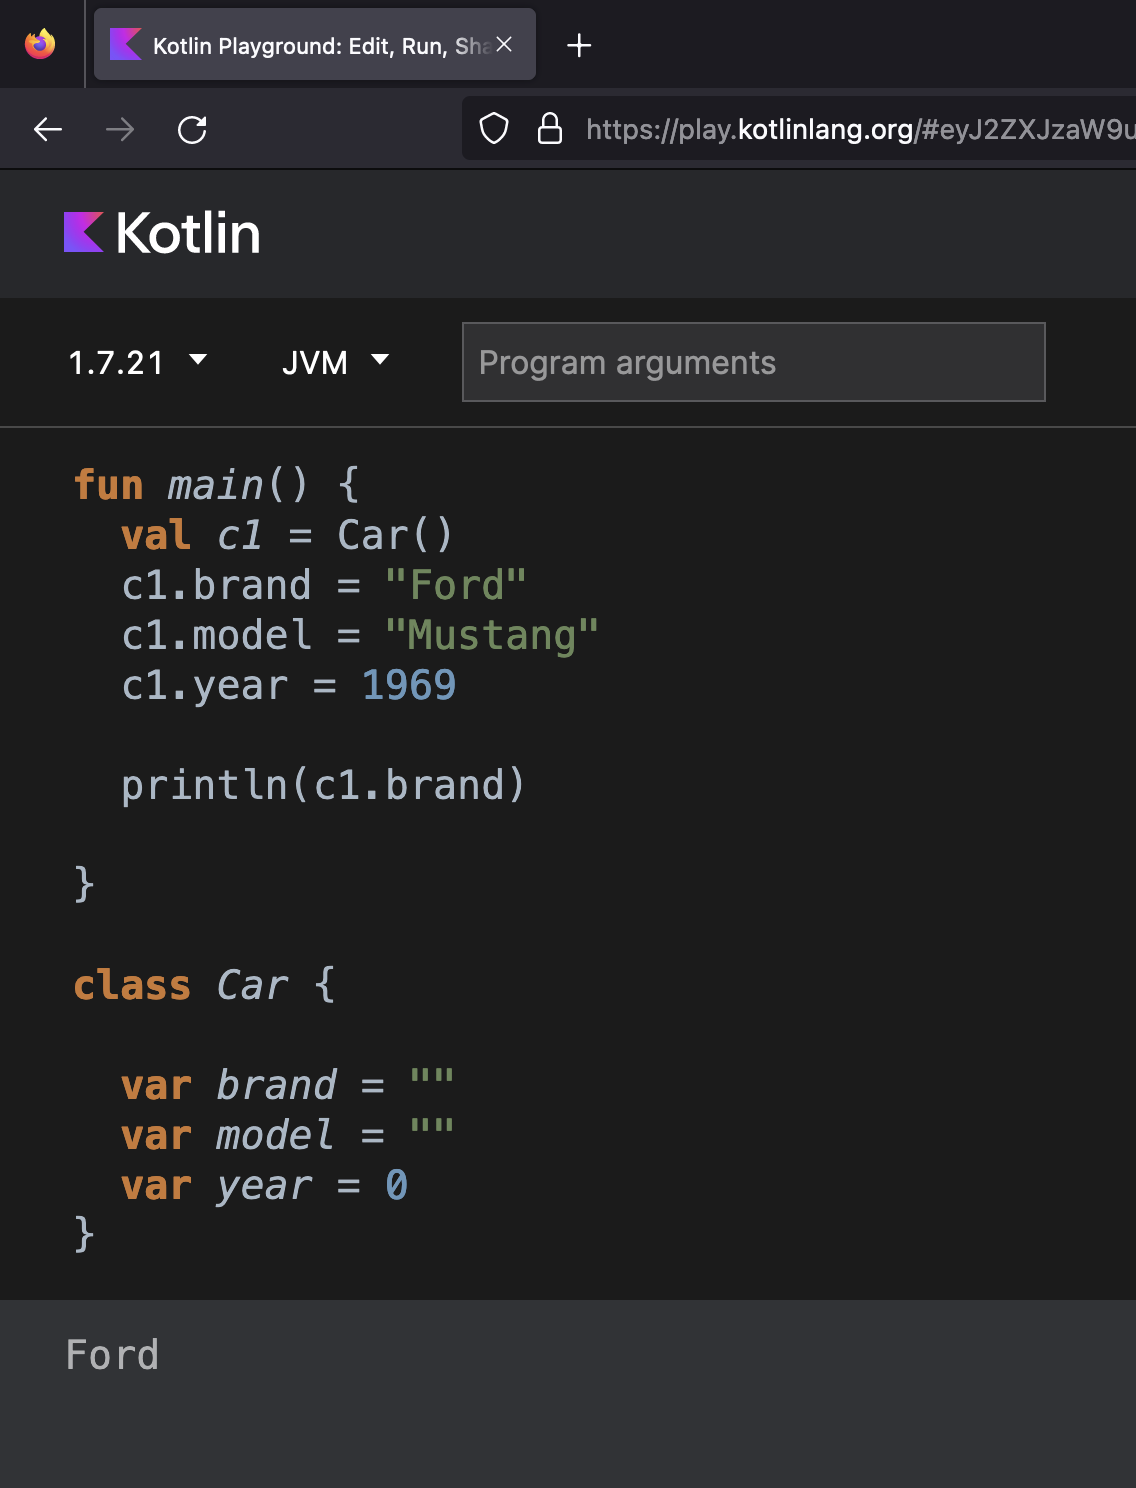 Kotlin Playground: Edit, Run, Sha
https://play.kotlinlang.org/#eyJ2ZXJzaW9u
Kotlin
1.7.21 JVM Program arguments
fun main() {
  val c1 = Car()
  c1.brand = "Ford"
  c1.model = "Mustang"
  c1.year = 1969
  println(c1.brand)
}
class Car {
  var brand = ""
  var model = ""
  var year = 0
}
Ford